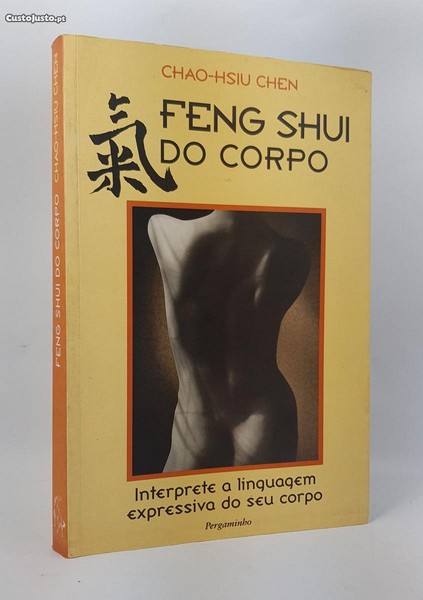 CustoJusto.pt
CHAO-HSIU CHEN
氣
FENG SHUI
DO CORPO
Interprete a linguagem
expressiva do seu corpo
Pergaminho
FENG SHUI DO CORPO CHAO-HSIU CHEN